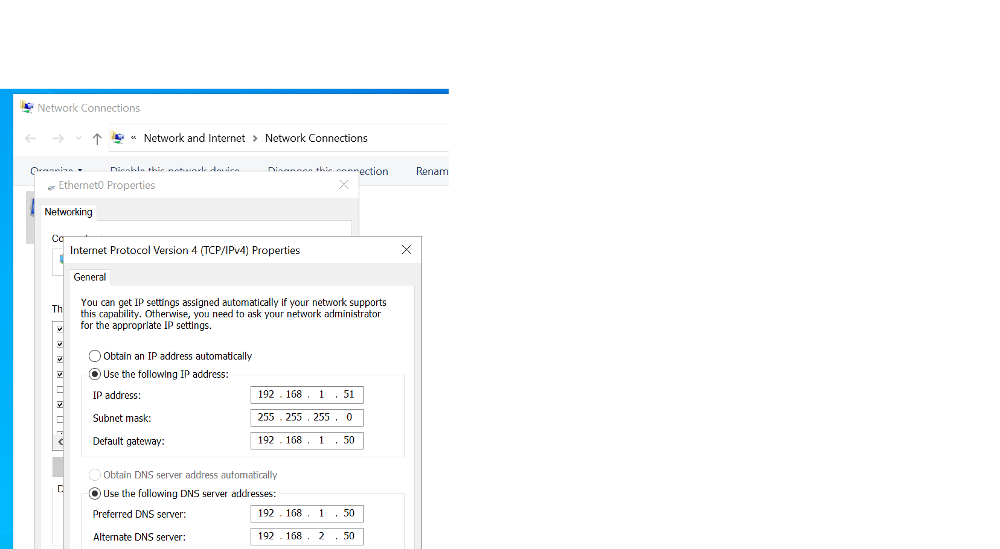 Network Connections
« Network and Internet > Network Connections
Organize Disable this network device Diagnose this connection
Ethernet0 Properties
Networking
Internet Protocol Version 4 (TCP/IPv4) Properties
General
You can get IP settings assigned automatically if your network supports
this capability. Otherwise, you need to ask your network administrator
for the appropriate IP settings.
Obtain an IP address automatically
Use the following IP address:
IP address: 192 . 168 . 1 . 51
Subnet mask: 255 . 255 . 255 . 0
Default gateway: 192 . 168 . 1 . 50
Obtain DNS server address automatically
Use the following DNS server addresses:
Preferred DNS server: 192 . 168 . 1 . 50
Alternate DNS server: 192 . 168 . 2 . 50